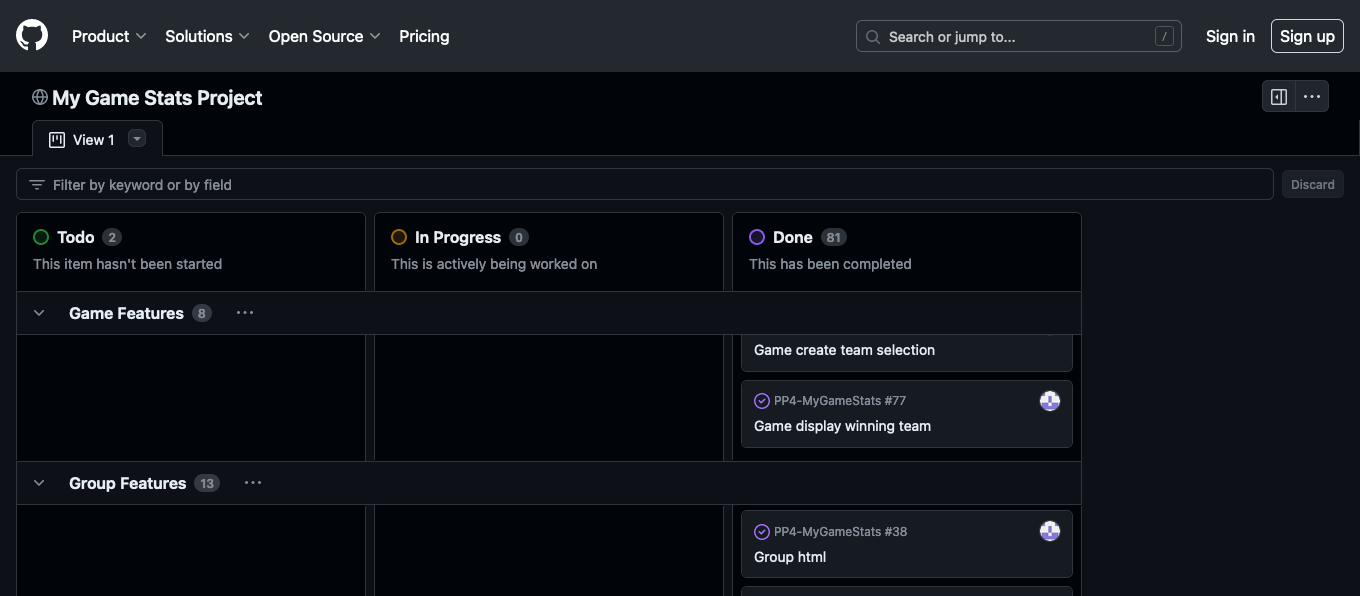 Product Solutions Open Source Pricing Search or jump to... / Sign in Sign up
My Game Stats Project
View 1
Filter by keyword or by field Discard
Todo 2 In Progress 0 Done 81
This item hasn't been started This is actively being worked on This has been completed
Game Features 8
Game create team selection
PP4-MyGameStats #77
Game display winning team
Group Features 13
PP4-MyGameStats #38
Group html